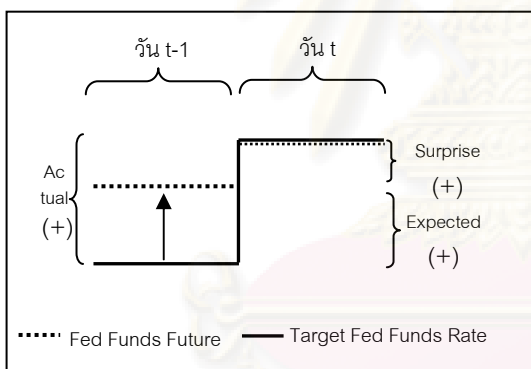 วัน t-1 วัน t
Ac
tual
(+)
Surprise
(+)
Expected
(+)
Fed Funds Future Target Fed Funds Rate